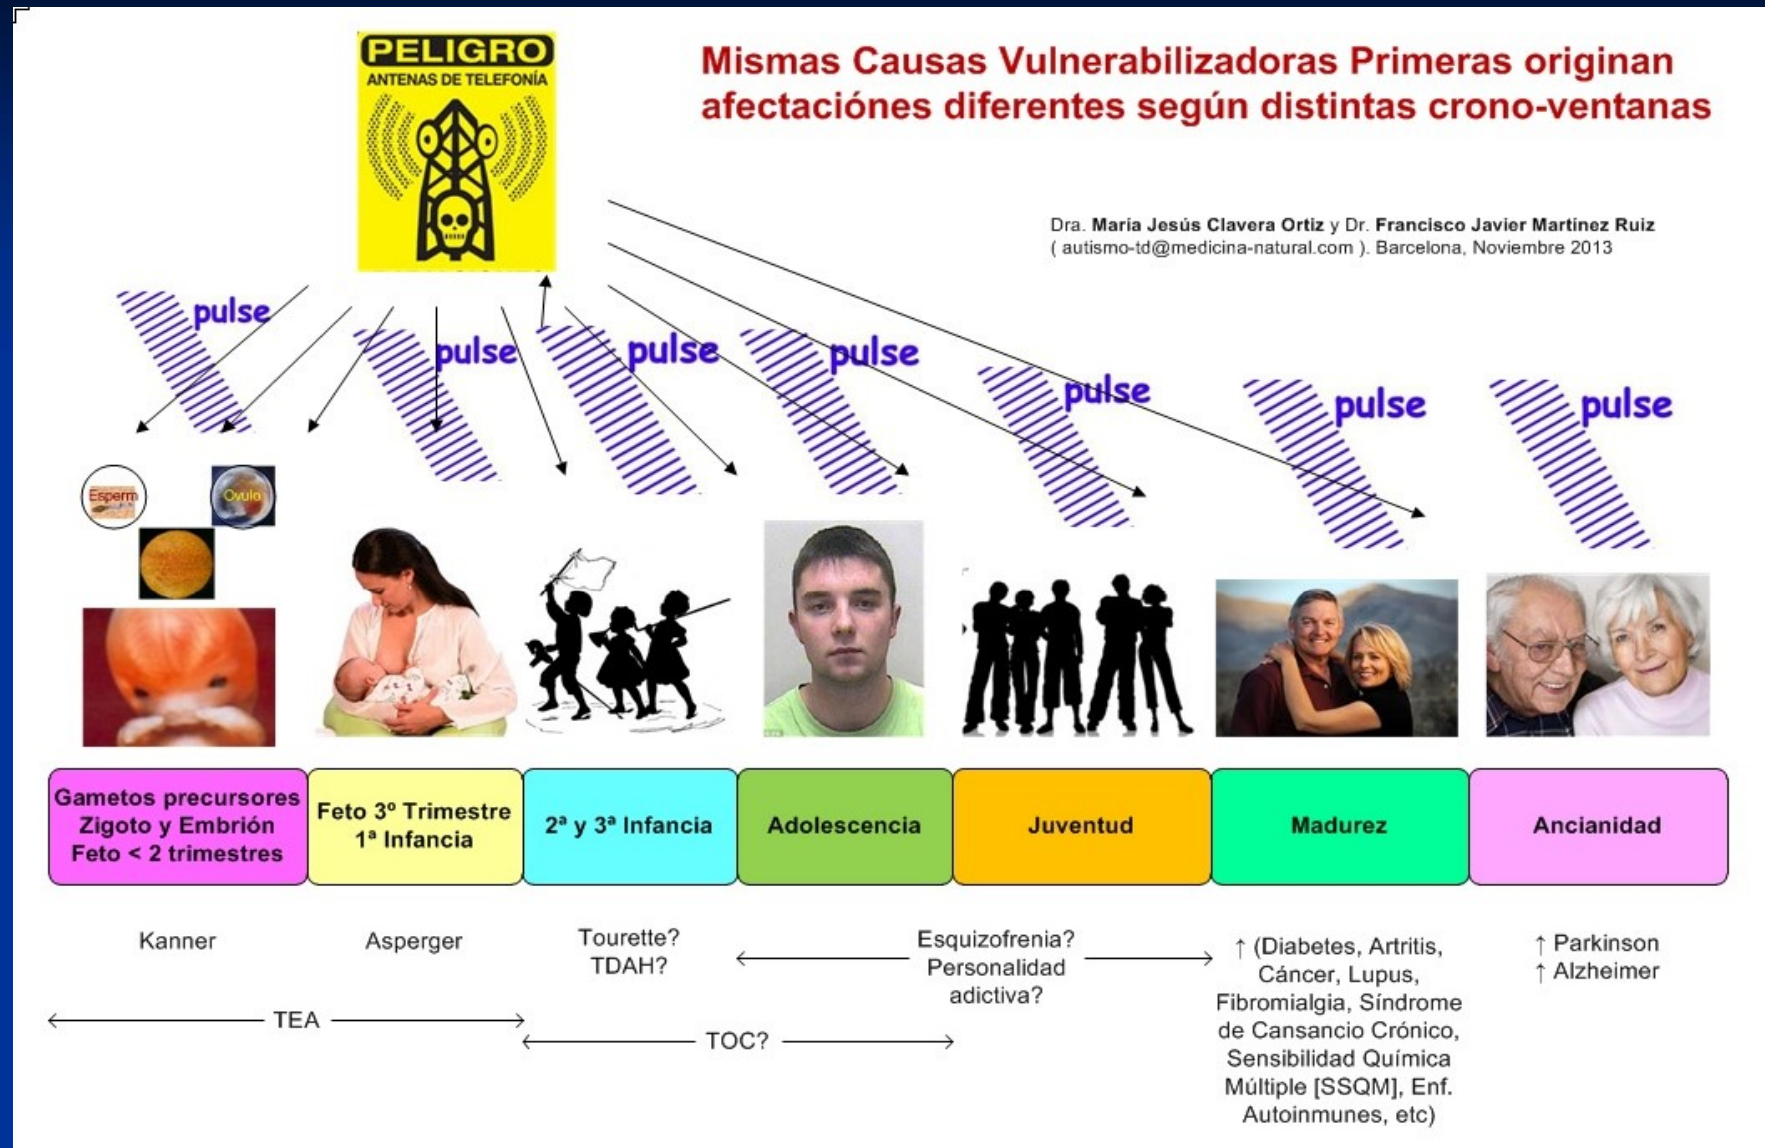 PELIGRO
ANTENAS DE TELEFONÍA
Mismas Causas Vulnerabilizadoras Primeras originan
afectaciónes diferentes según distintas crono-ventanas
Dra. María Jesús Clavera Ortiz y Dr. Francisco Javier Martínez Ruiz
( autismo-td@medicina-natural.com ). Barcelona, Noviembre 2013
pulse
pulse
pulse
pulse
pulse
pulse
pulse
Esperm
Ovulo
Gametos precursores
Zigoto y Embrión
Feto < 2 trimestres
Feto 3º Trimestre
1ª Infancia
2ª y 3ª Infancia
Adolescencia
Juventud
Madurez
Ancianidad
Kanner
Asperger
Tourette?
TDAH?
Esquizofrenia?
Personalidad
adictiva?
↑ (Diabetes, Artritis,
Cáncer, Lupus,
Fibromialgia, Síndrome
de Cansancio Crónico,
Sensibilidad Química
Múltiple [SSQM], Enf.
Autoinmunes, etc)
↑ Parkinson
↑ Alzheimer
TEA
TOC?